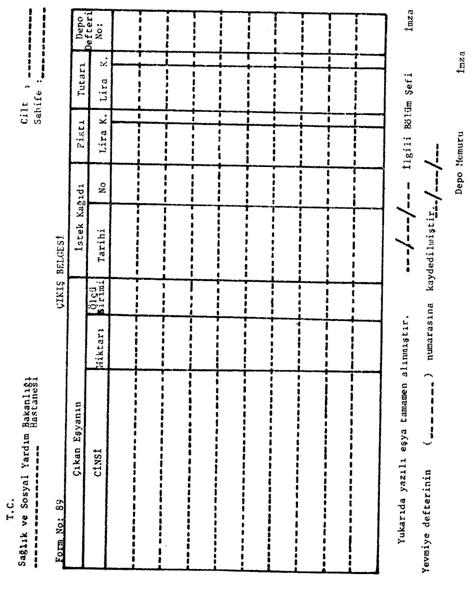 T.C.
Sağlık ve Sosyal Yardım Bakanlığı
---------------- Hastanesi
Cilt : --------
Sahife : --------
Form No: 89
ÇIKIŞ BELGESİ
Çıkan Eşyanın İstek Kağıdı Fiatı Tutarı Depo Defteri No:
CİNSİ Miktarı Ölçü Birimi Tarihi No Lira K. Lira K.
Yukarıda yazılı eşya tamamen alınmıştır. ---/---/--- İlgili Bölüm Şefi İmza
Yevmiye defterinin (-------) numarasına kaydedilmiştir. ---/---/---
Depo Memuru İmza